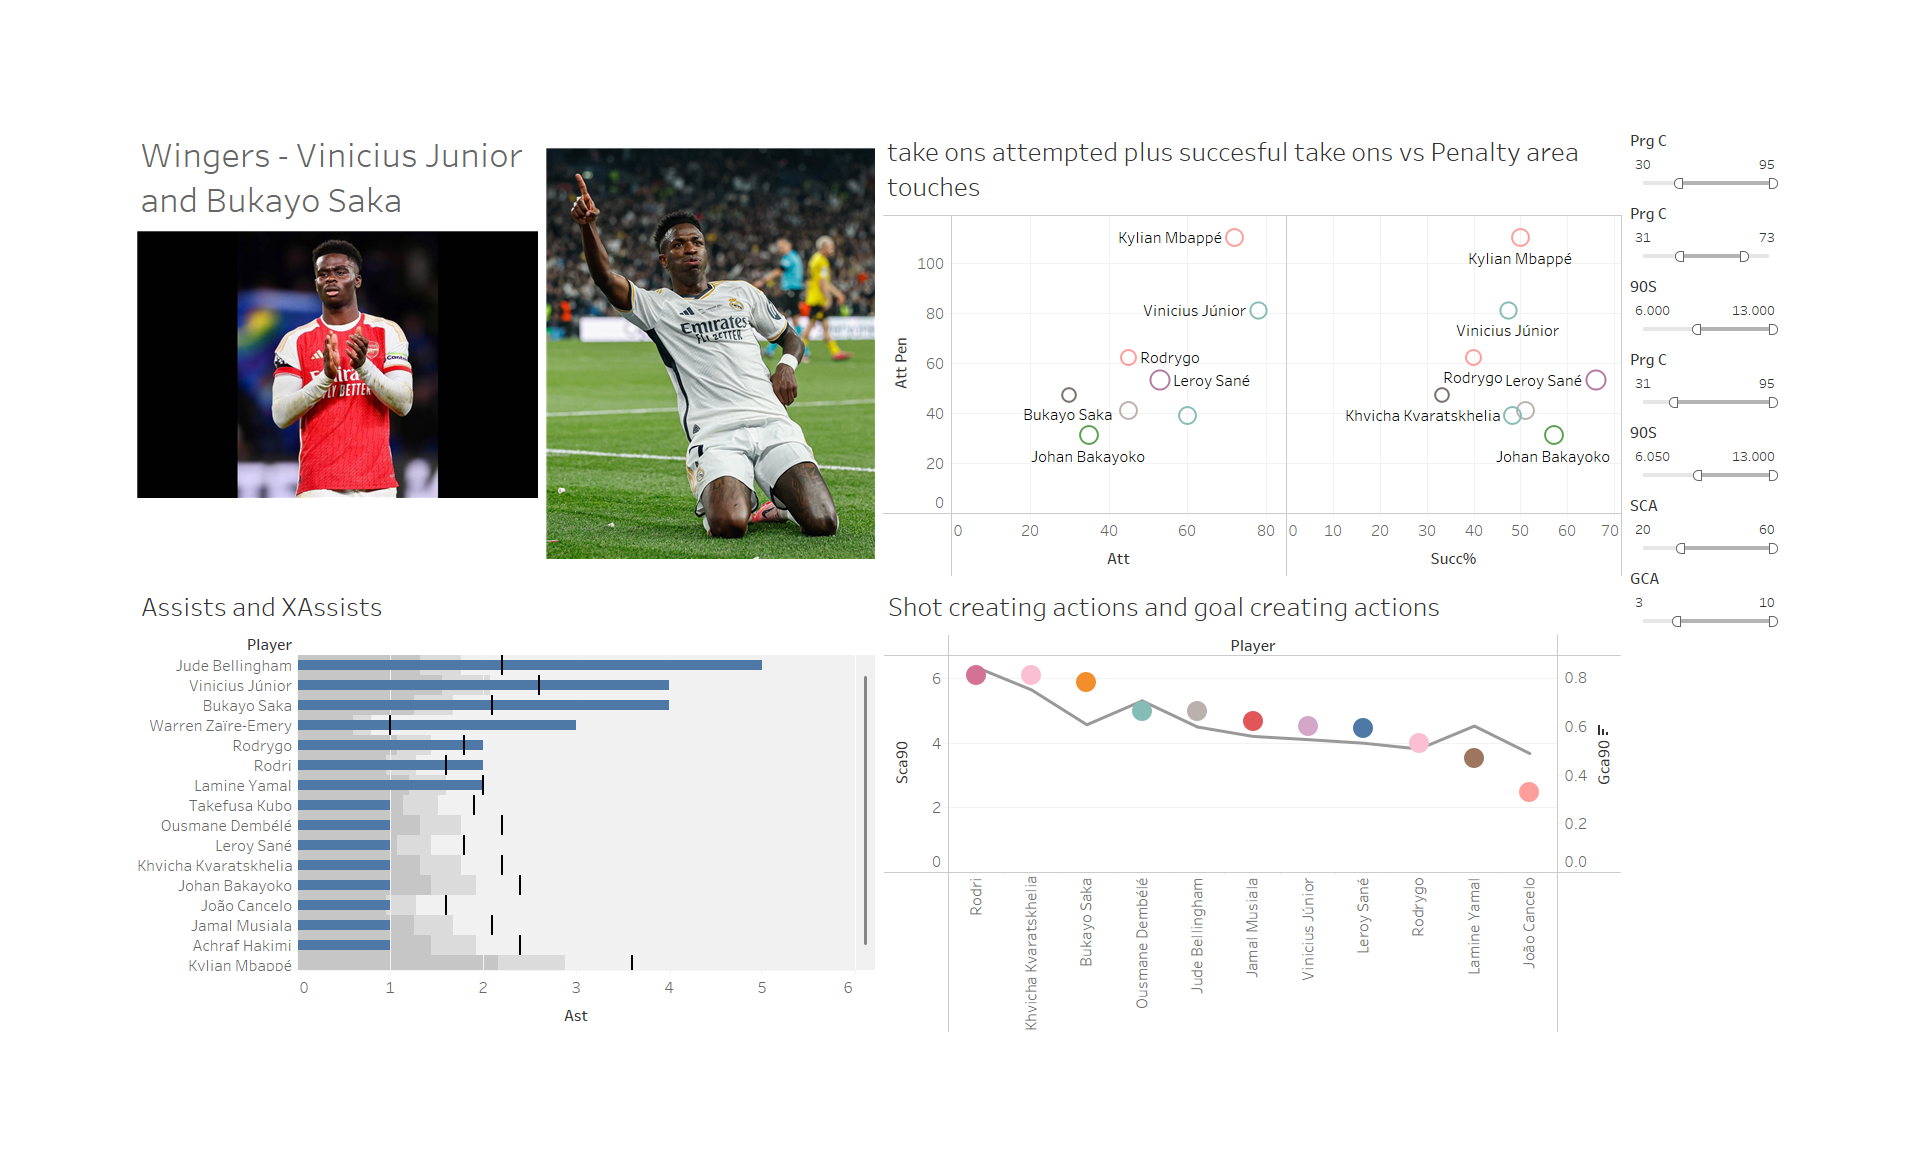 Wingers - Vinicius Junior
and Bukayo Saka
Emirates
FLY BETTER
take ons attempted plus succesful take ons vs Penalty area
touches
Att Pen
100
80
60
40
20
0
Kylian Mbappé
Vinicius Júnior
Rodrygo
Leroy Sané
Bukayo Saka
Johan Bakayoko
0 20 40 60 80
Att
Kylian Mbappé
Vinicius Júnior
Rodrygo Leroy Sané
Khvicha Kvaratskhelia
Johan Bakayoko
0 10 20 30 40 50 60 70
Succ%
Prg C
30 95
Prg C
31 73
90S
6.000 13.000
Prg C
31 95
90S
6.050 13.000
SCA
20 60
GCA
3 10
Assists and XAssists
Player
Jude Bellingham
Vinicius Júnior
Bukayo Saka
Warren Zaïre-Emery
Rodrygo
Rodri
Lamine Yamal
Takefusa Kubo
Ousmane Dembélé
Leroy Sané
Khvicha Kvaratskhelia
Johan Bakayoko
João Cancelo
Jamal Musiala
Achraf Hakimi
Kylian Mbappé
0 1 2 3 4 5 6
Ast
Shot creating actions and goal creating actions
Player
Sca90
6
4
2
0
Gca90
0.8
0.6
0.4
0.2
0.0
Rodri
Khvicha Kvaratskhelia
Bukayo Saka
Ousmane Dembélé
Jude Bellingham
Jamal Musiala
Vinicius Júnior
Leroy Sané
Rodrygo
Lamine Yamal
João Cancelo